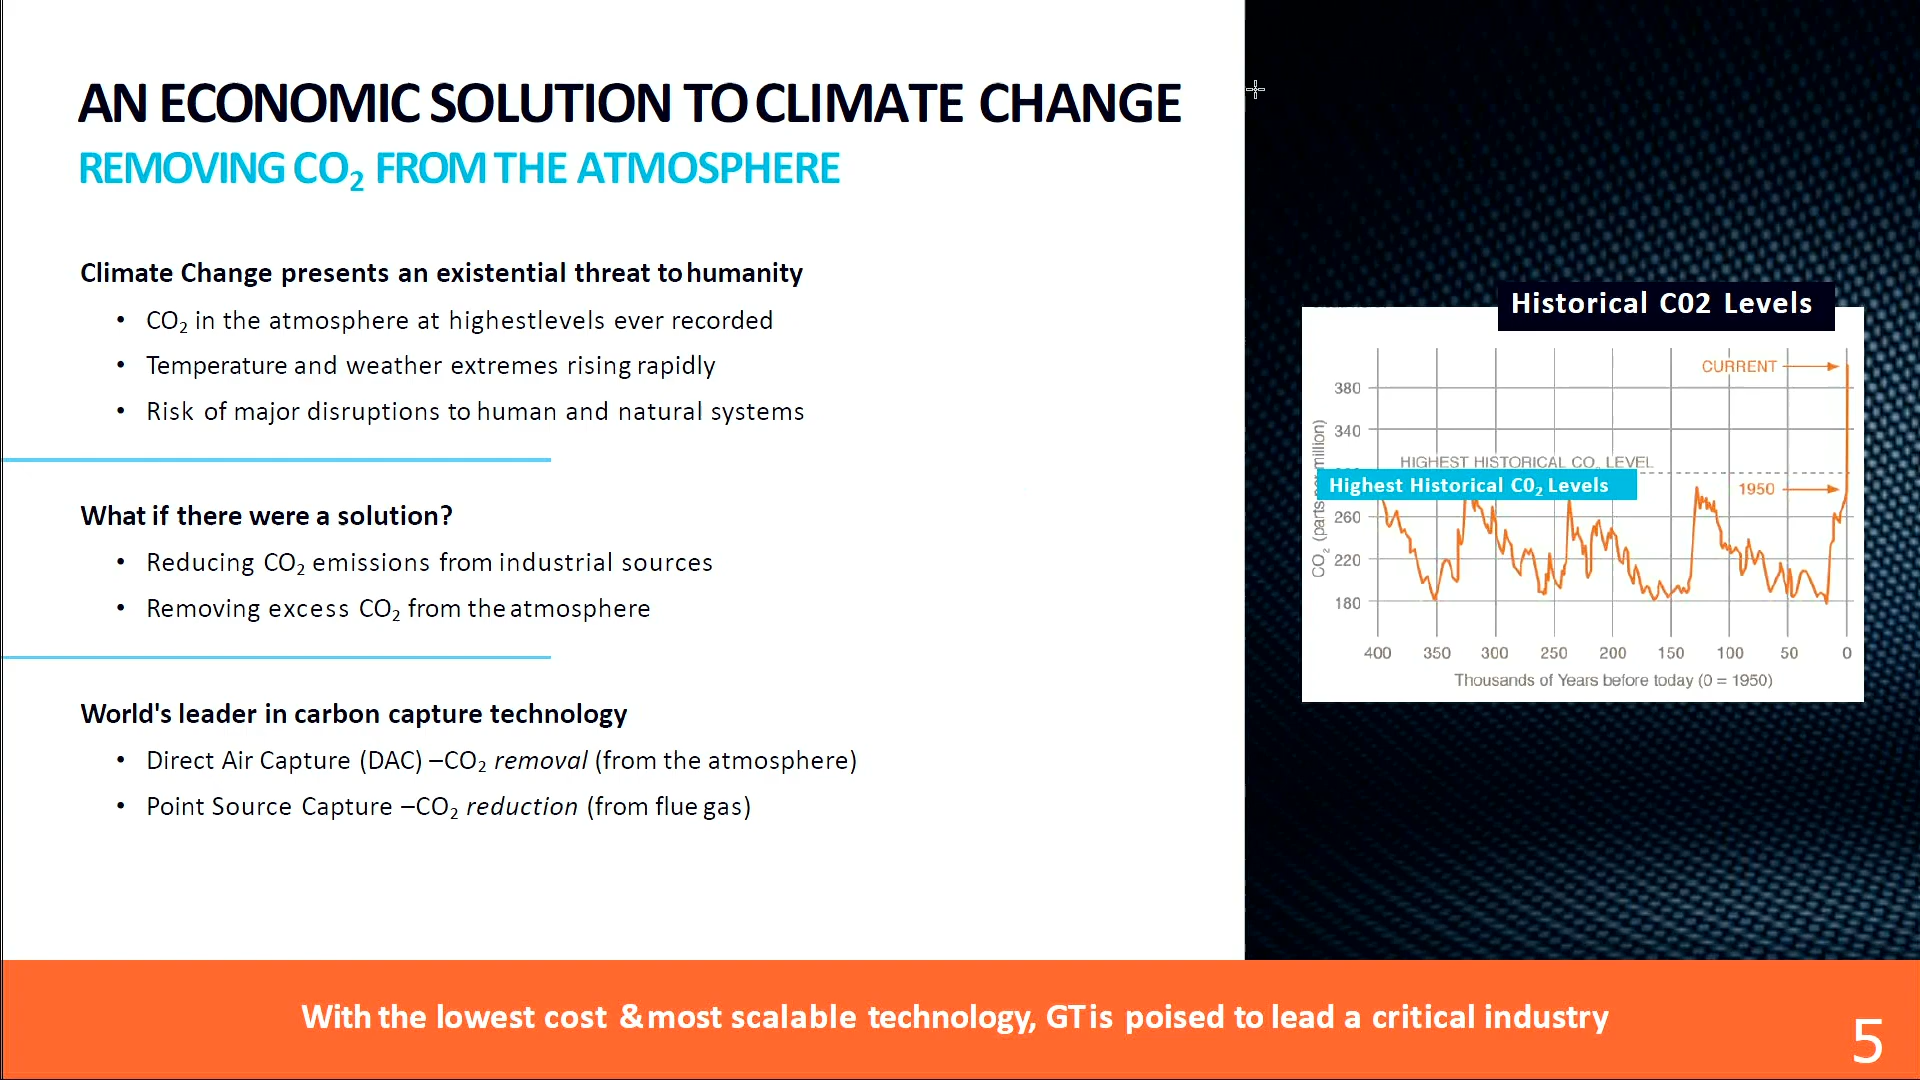 AN ECONOMIC SOLUTION TO CLIMATE CHANGE
REMOVING CO₂ FROM THE ATMOSPHERE
Climate Change presents an existential threat to humanity
• CO₂ in the atmosphere at highest levels ever recorded
• Temperature and weather extremes rising rapidly
• Risk of major disruptions to human and natural systems
What if there were a solution?
• Reducing CO₂ emissions from industrial sources
• Removing excess CO₂ from the atmosphere
World's leader in carbon capture technology
• Direct Air Capture (DAC) –CO₂ removal (from the atmosphere)
• Point Source Capture –CO₂ reduction (from flue gas)
Historical C02 Levels
CURRENT
380
340
HIGHEST HISTORICAL CO₂ LEVEL
Highest Historical C0₂ Levels
1950
260
220
180
CO₂ (parts per million)
400 350 300 250 200 150 100 50 0
Thousands of Years before today (0 = 1950)
With the lowest cost & most scalable technology, GT is poised to lead a critical industry
5